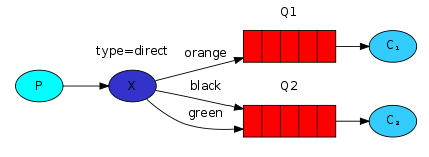 Q1
type=direct
orange
C₁
P
X
black
Q2
green
C₂